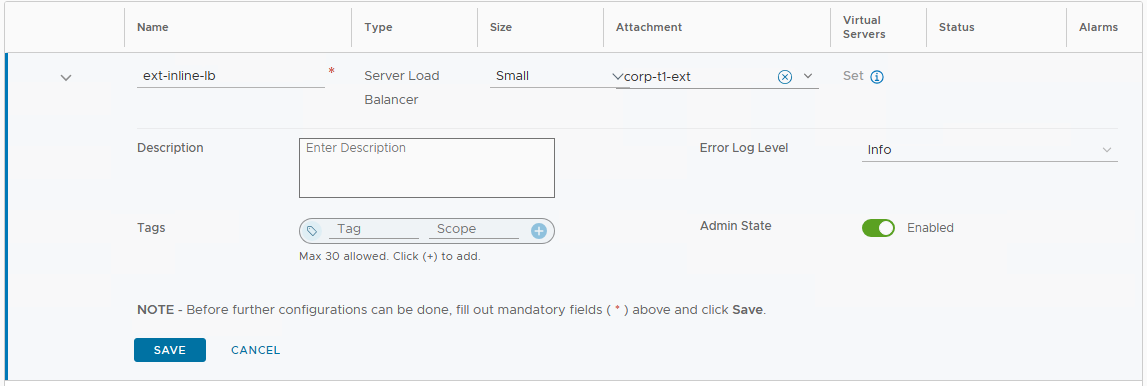 Name Type Size Attachment Virtual Servers Status Alarms
ext-inline-lb * Server Load Balancer Small corp-t1-ext Set
Description Enter Description Error Log Level Info
Tags Tag Scope Admin State Enabled
Max 30 allowed. Click (+) to add.
NOTE - Before further configurations can be done, fill out mandatory fields ( * ) above and click Save.
SAVE CANCEL